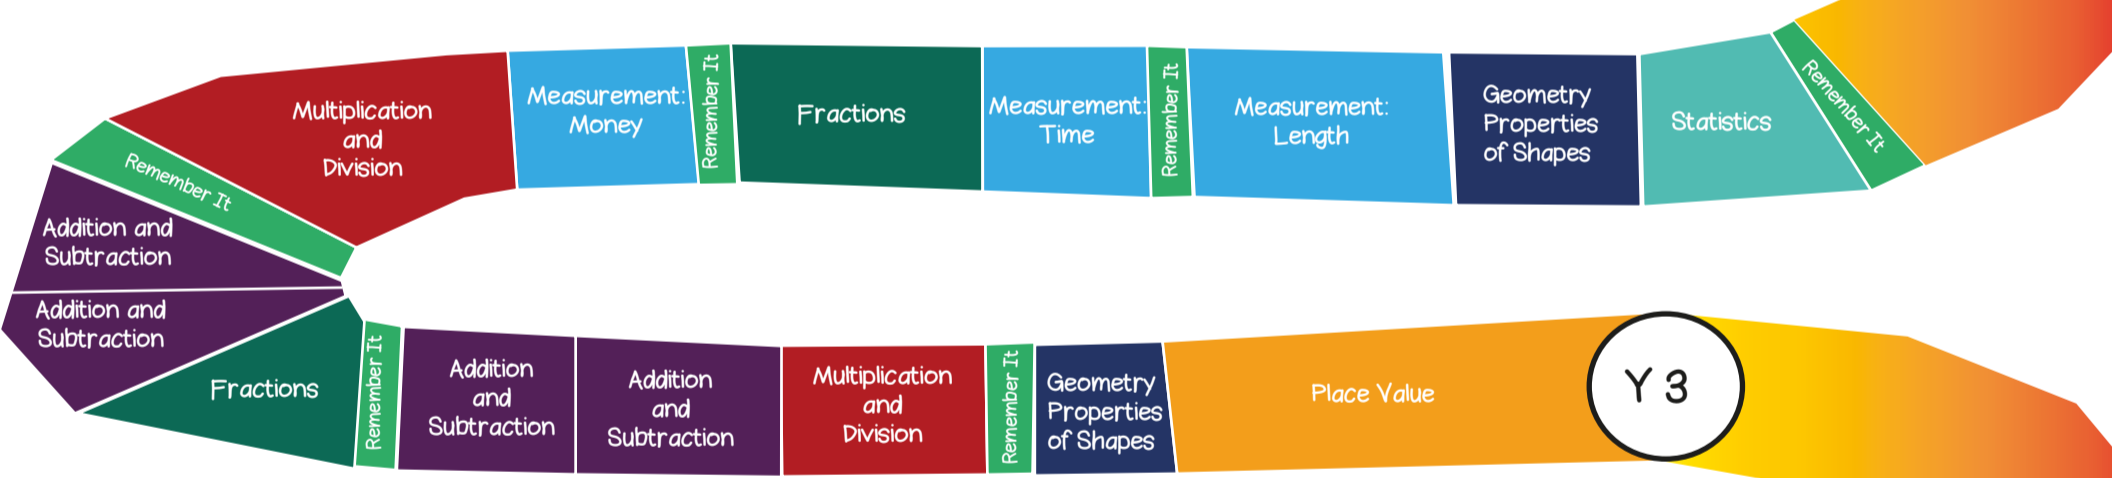 Multiplication
and
Division
Measurement:
Money
Remember It
Fractions
Measurement:
Time
Remember It
Measurement:
Length
Geometry
Properties
of Shapes
Statistics
Remember It
Remember It
Addition and
Subtraction
Addition and
Subtraction
Fractions
Remember It
Addition
and
Subtraction
Addition
and
Subtraction
Multiplication
and
Division
Remember It
Geometry
Properties
of Shapes
Place Value
Y 3